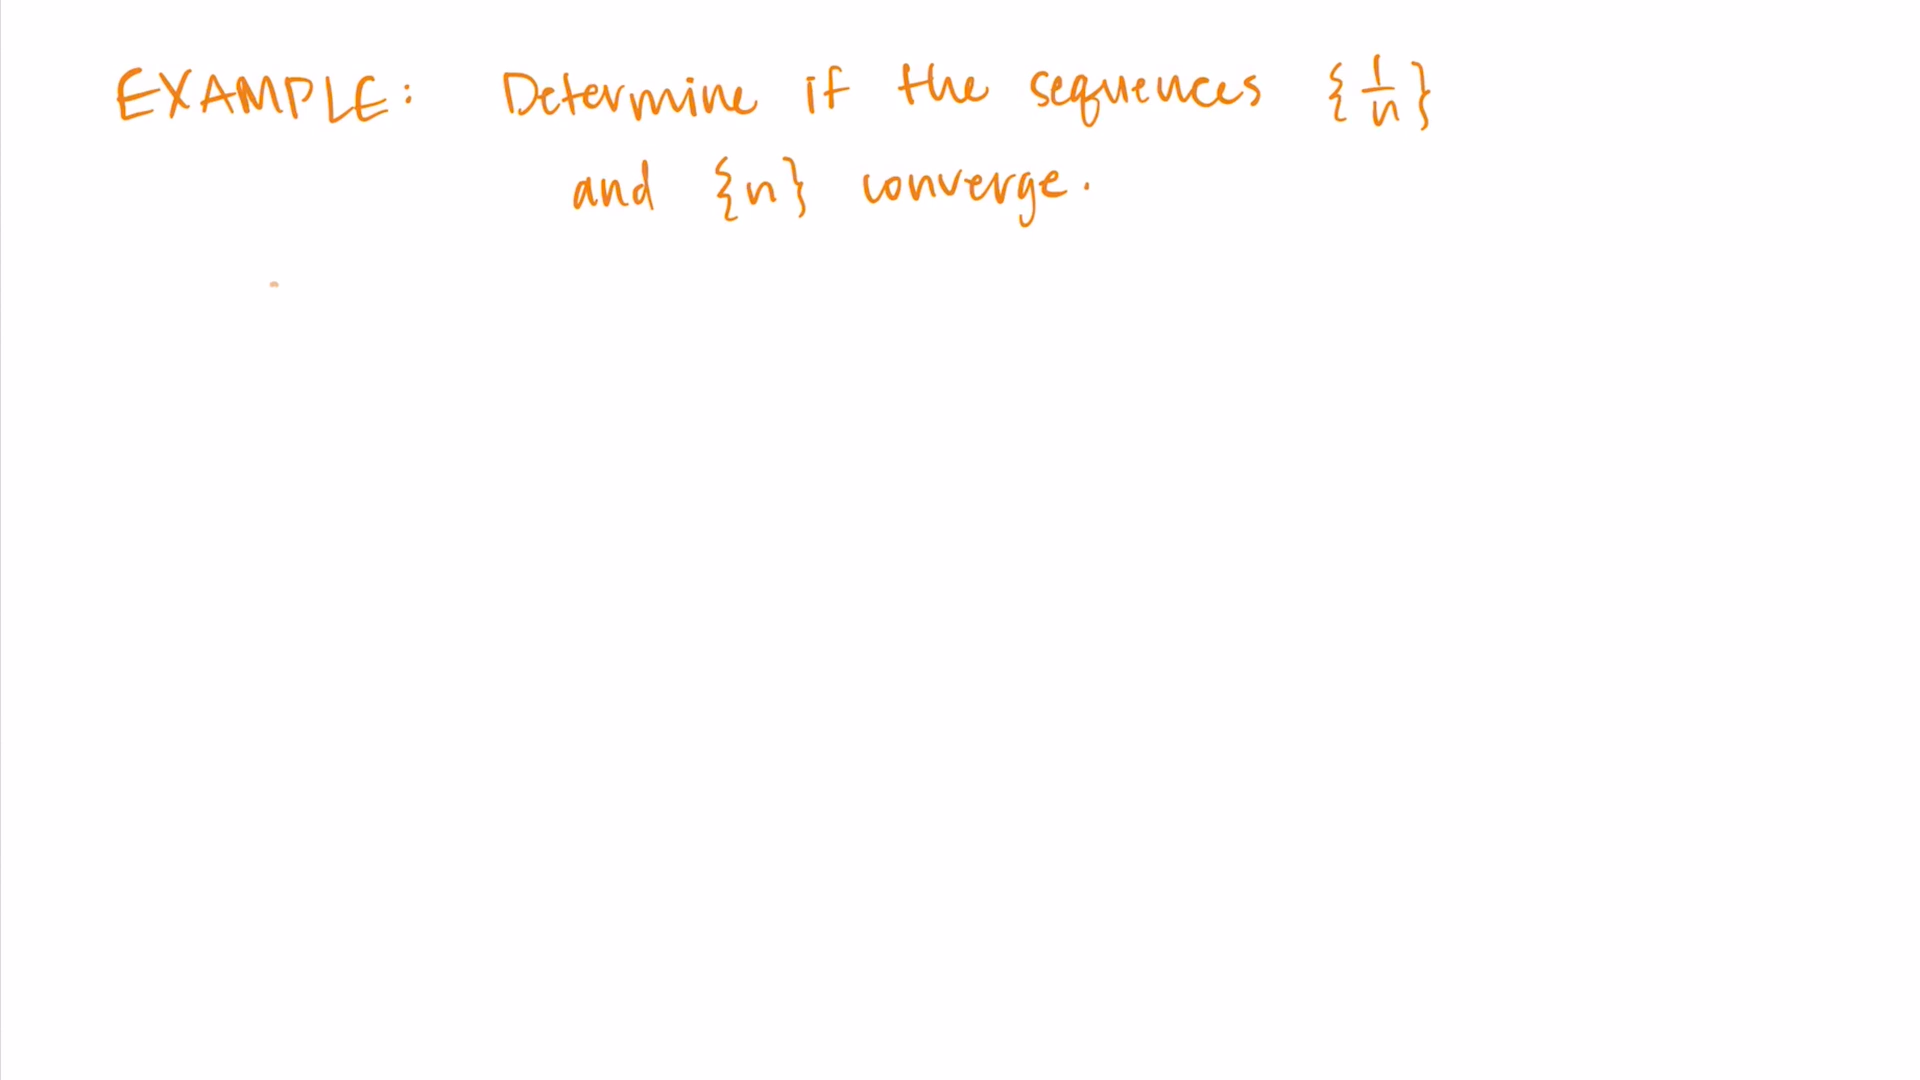 EXAMPLE: Determine if the sequences {1/n}
and {n} converge.